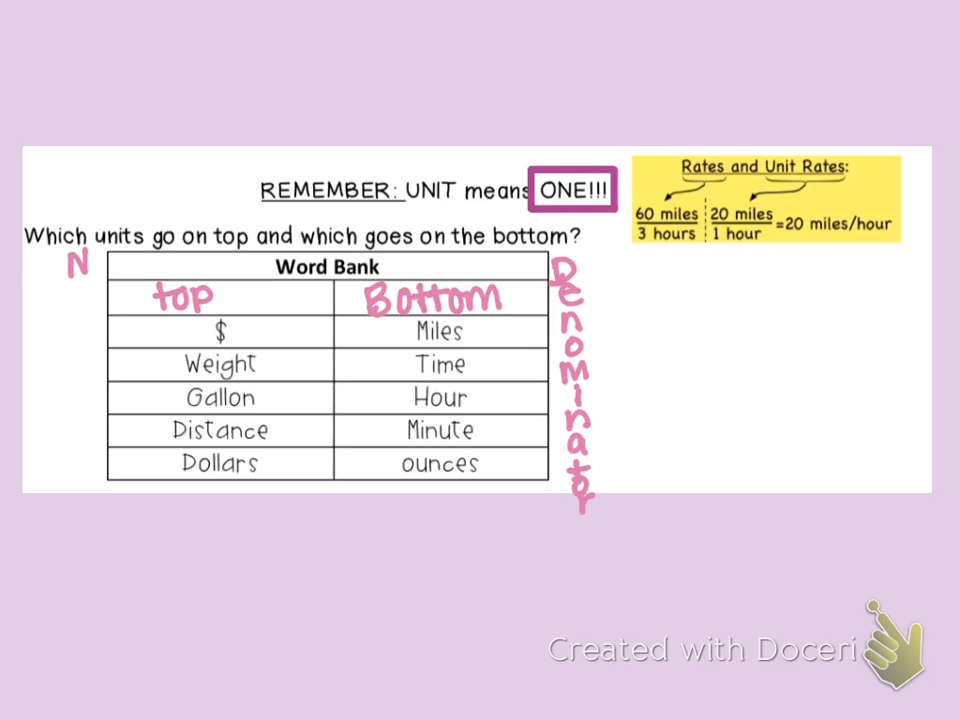 REMEMBER: UNIT means ONE!!!
Which units go on top and which goes on the bottom?
Rates and Unit Rates:
60 miles 20 miles
3 hours 1 hour
=20 miles/hour
N
Word Bank
top Bottom
$ Miles
Weight Time
Gallon Hour
Distance Minute
Dollars ounces
Denominator
Created with Doceri